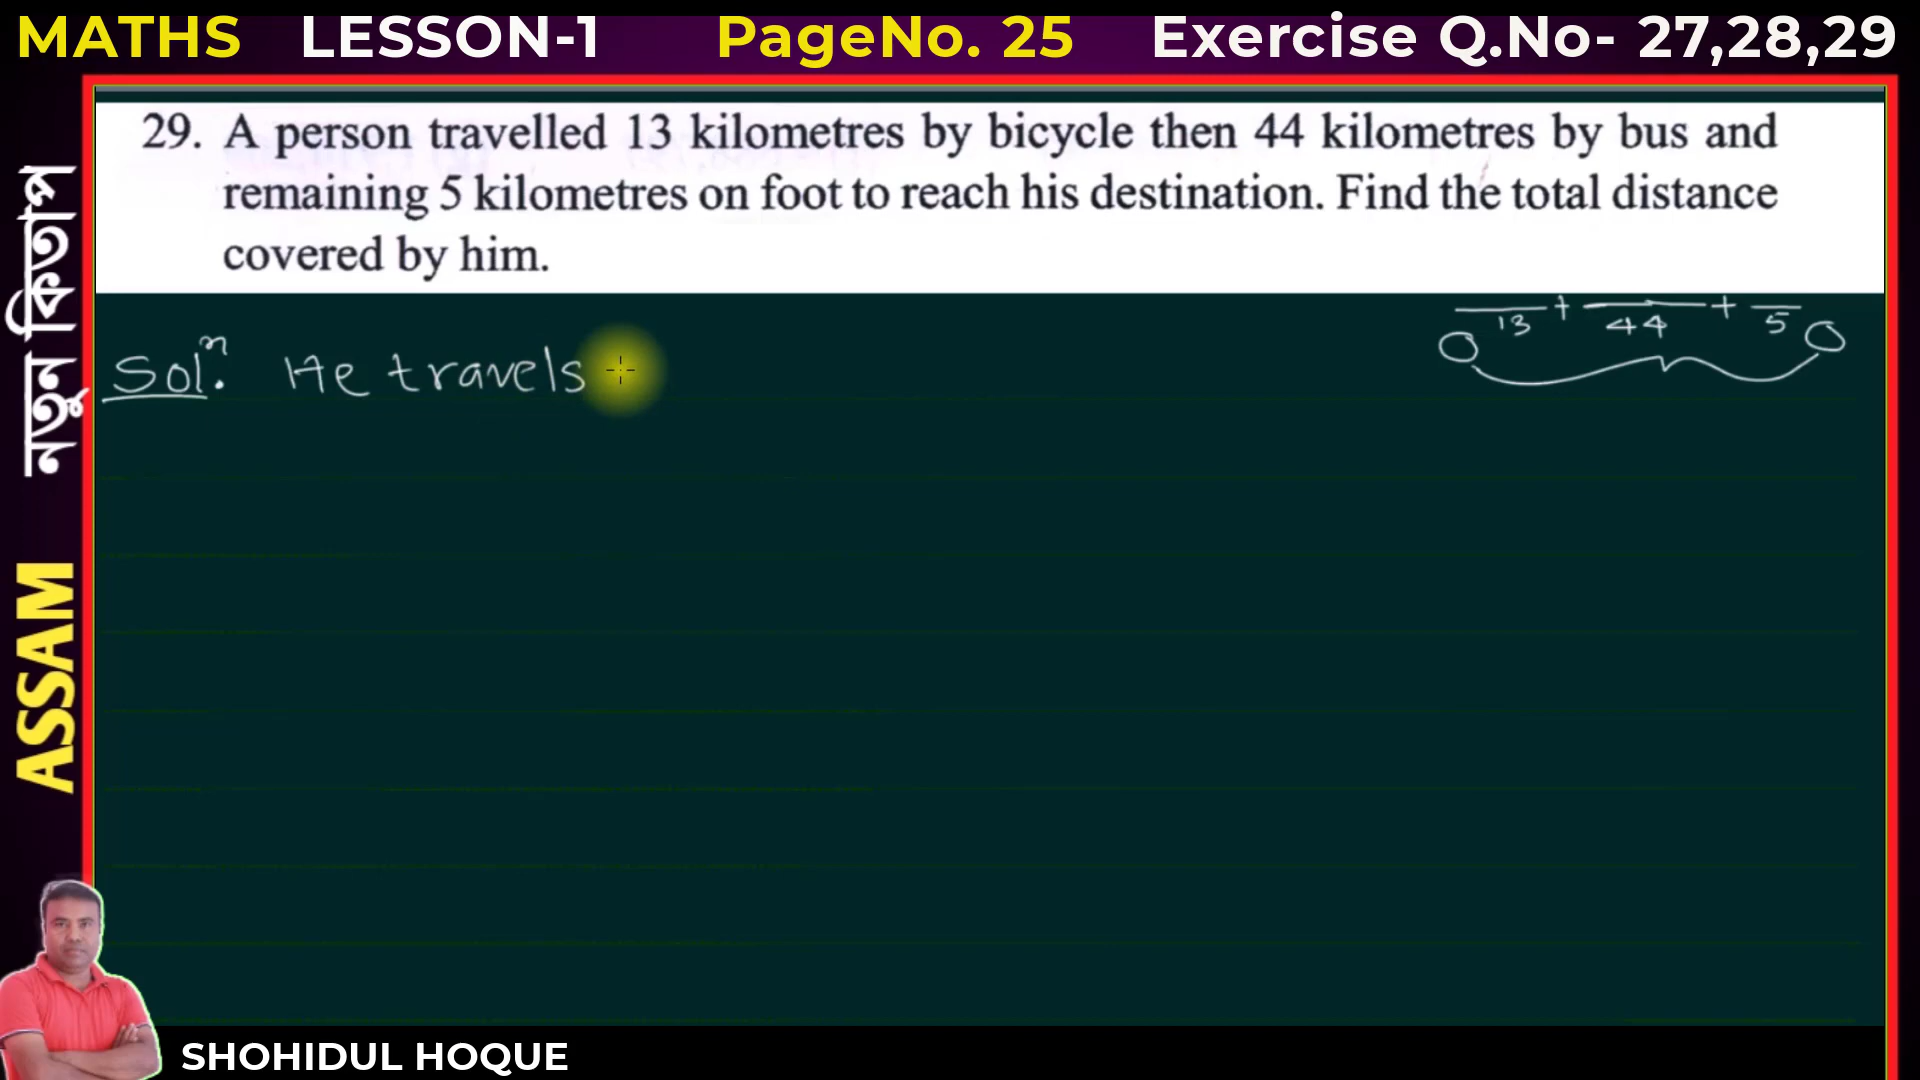 MATHS LESSON-1 PageNo. 25 Exercise Q.No- 27,28,29
29. A person travelled 13 kilometres by bicycle then 44 kilometres by bus and
remaining 5 kilometres on foot to reach his destination. Find the total distance
covered by him.
13 + 44 + 5
Solⁿ. He travels
নতুন কিতাপ
ASSAM
SHOHIDUL HOQUE